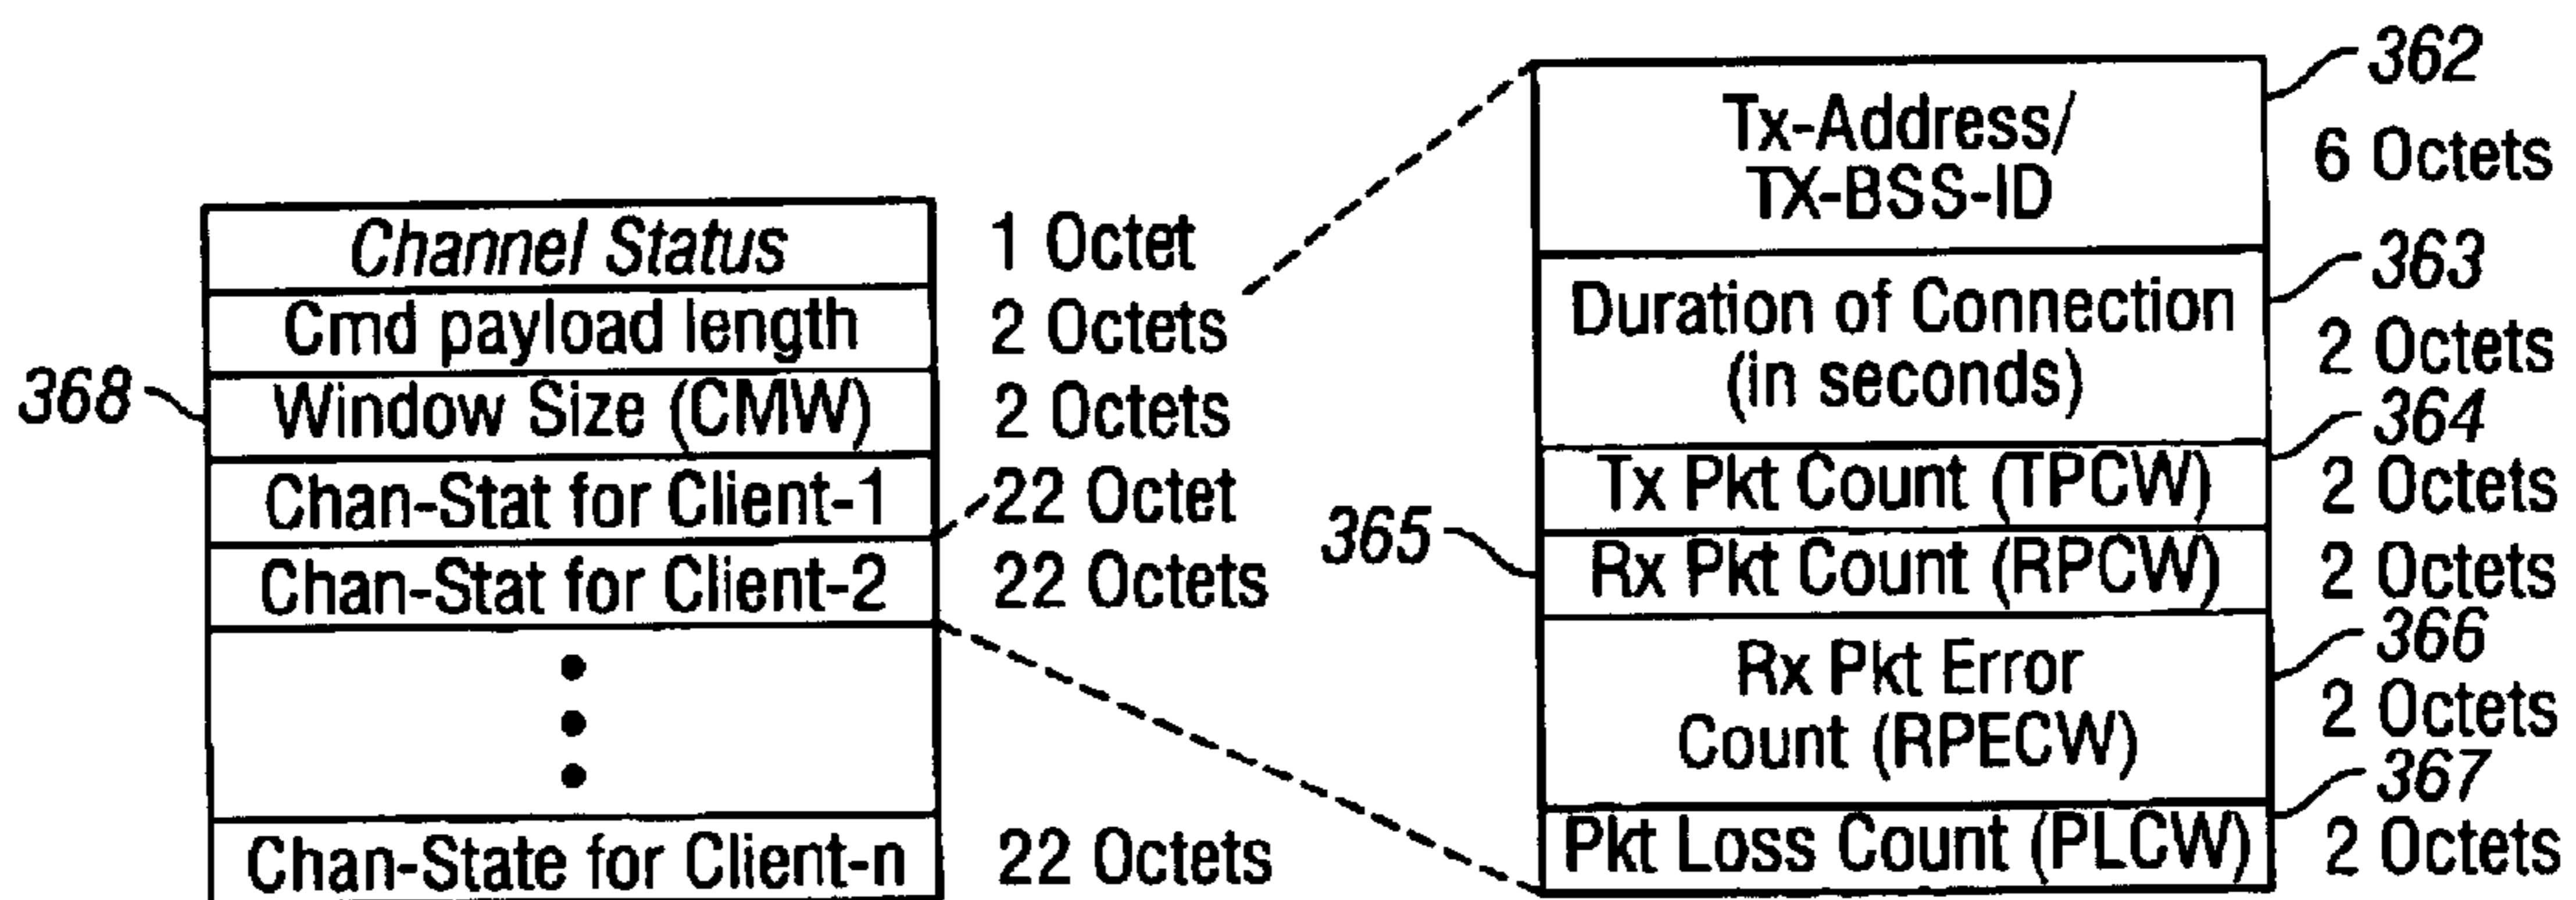 368
Channel Status 1 Octet
Cmd payload length 2 Octets
Window Size (CMW) 2 Octets
Chan-Stat for Client-1 22 Octet
Chan-Stat for Client-2 22 Octets
Chan-State for Client-n 22 Octets
362
Tx-Address/
TX-BSS-ID
6 Octets
363
Duration of Connection
(in seconds)
2 Octets
364
Tx Pkt Count (TPCW) 2 Octets
365
Rx Pkt Count (RPCW) 2 Octets
366
Rx Pkt Error
Count (RPECW)
2 Octets
367
Pkt Loss Count (PLCW) 2 Octets